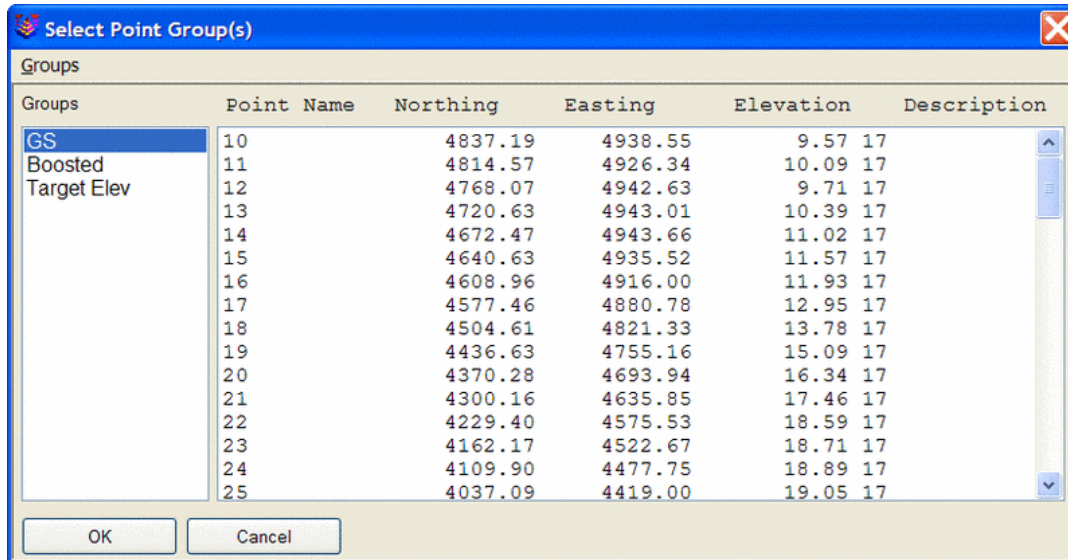 Select Point Group(s)
Groups
Groups Point Name Northing Easting Elevation Description
GS 10 4837.19 4938.55 9.57 17
Boosted 11 4814.57 4926.34 10.09 17
Target Elev 12 4768.07 4942.63 9.71 17
13 4720.63 4943.01 10.39 17
14 4672.47 4943.66 11.02 17
15 4640.63 4935.52 11.57 17
16 4608.96 4916.00 11.93 17
17 4577.46 4880.78 12.95 17
18 4504.61 4821.33 13.78 17
19 4436.63 4755.16 15.09 17
20 4370.28 4693.94 16.34 17
21 4300.16 4635.85 17.46 17
22 4229.40 4575.53 18.59 17
23 4162.17 4522.67 18.71 17
24 4109.90 4477.75 18.89 17
25 4037.09 4419.00 19.05 17
OK Cancel